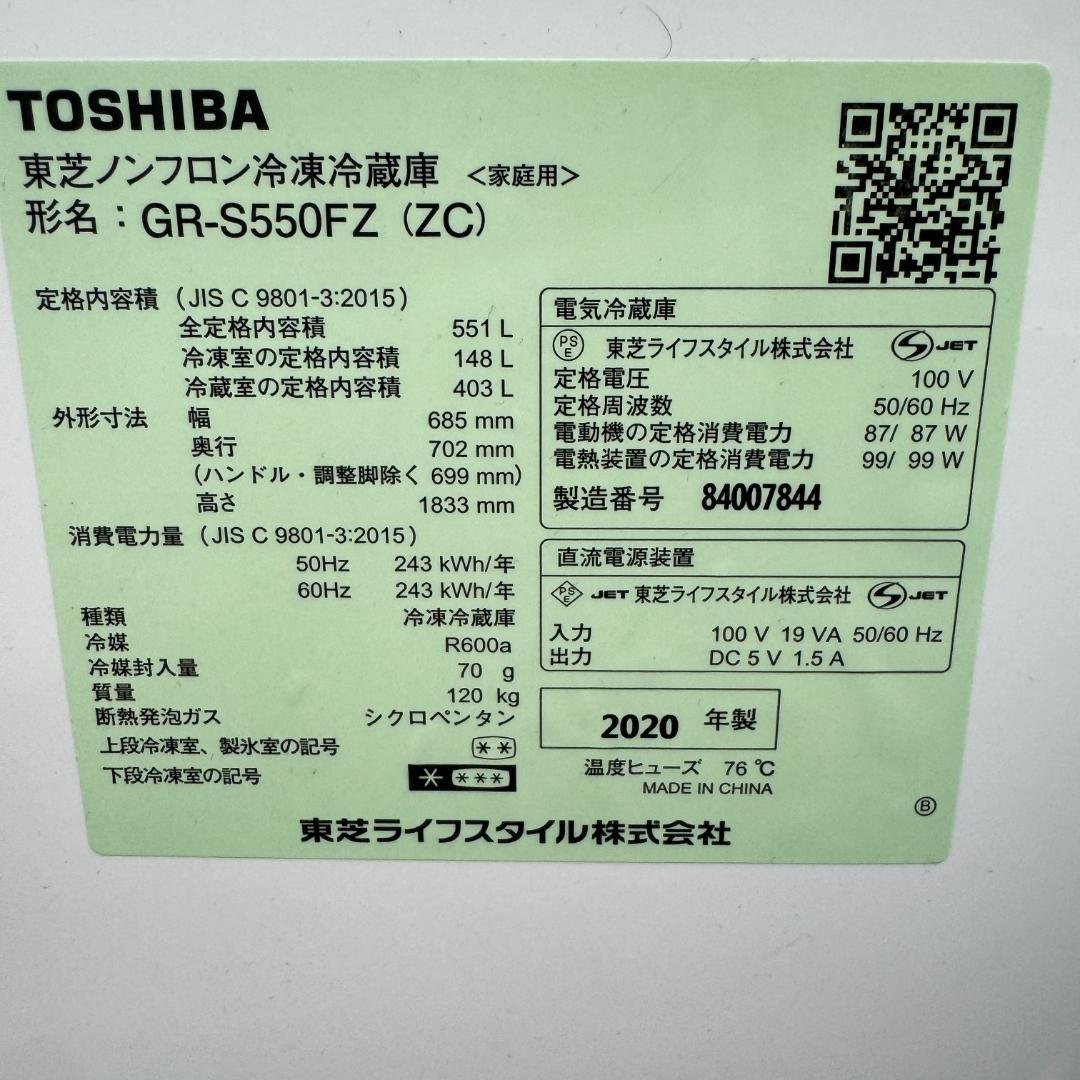 TOSHIBA
東芝ノンフロン冷凍冷蔵庫 <家庭用>
形名：GR-S550FZ (ZC)
定格内容積 (JIS C 9801-3:2015)
全定格内容積 551 L
冷凍室の定格内容積 148 L
冷蔵室の定格内容積 403 L
外形寸法 幅 685 mm
奥行 702 mm
(ハンドル・調整脚除く 699 mm)
高さ 1833 mm
消費電力量 (JIS C 9801-3:2015)
50Hz 243 kWh/年
60Hz 243 kWh/年
種類 冷凍冷蔵庫
冷媒 R600a
冷媒封入量 70 g
質量 120 kg
断熱発泡ガス シクロペンタン
上段冷凍室、製氷室の記号 **
下段冷凍室の記号 * ***
電気冷蔵庫
PSE 東芝ライフスタイル株式会社 S JET
定格電圧 100 V
定格周波数 50/60 Hz
電動機の定格消費電力 87/ 87 W
電熱装置の定格消費電力 99/ 99 W
製造番号 84007844
直流電源装置
PSE JET 東芝ライフスタイル株式会社 S JET
入力 100 V 19 VA 50/60 Hz
出力 DC 5 V 1.5 A
2020 年製
温度ヒューズ 76 ℃
MADE IN CHINA
Ⓑ
東芝ライフスタイル株式会社